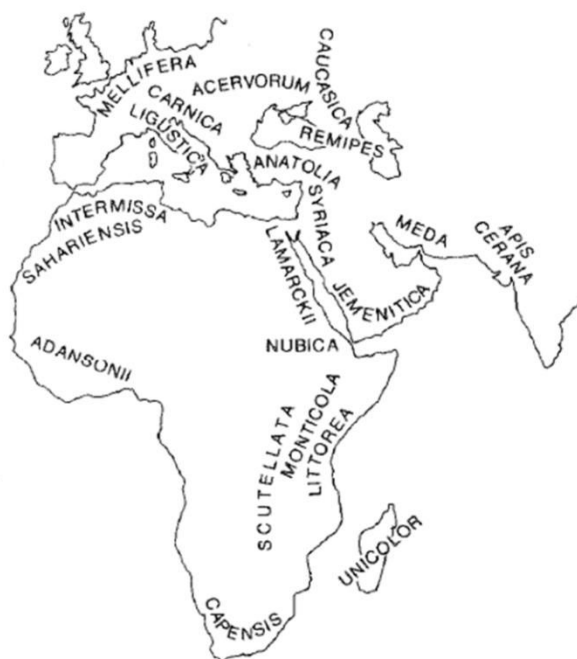 CAUCASICA
MELLIFERA
ACERVORUM
CARNICA
LIGUSTICA
REMIPES
ANATOLIA
INTERMISSA
SAHARIENSIS
SYRIACA
LAMARCKII
MEDA
APIS
CERANA
JEMENITICA
NUBICA
ADANSONII
SCUTELLATA
MONTICOLA
LITTOREA
UNICOLOR
CAPENSIS